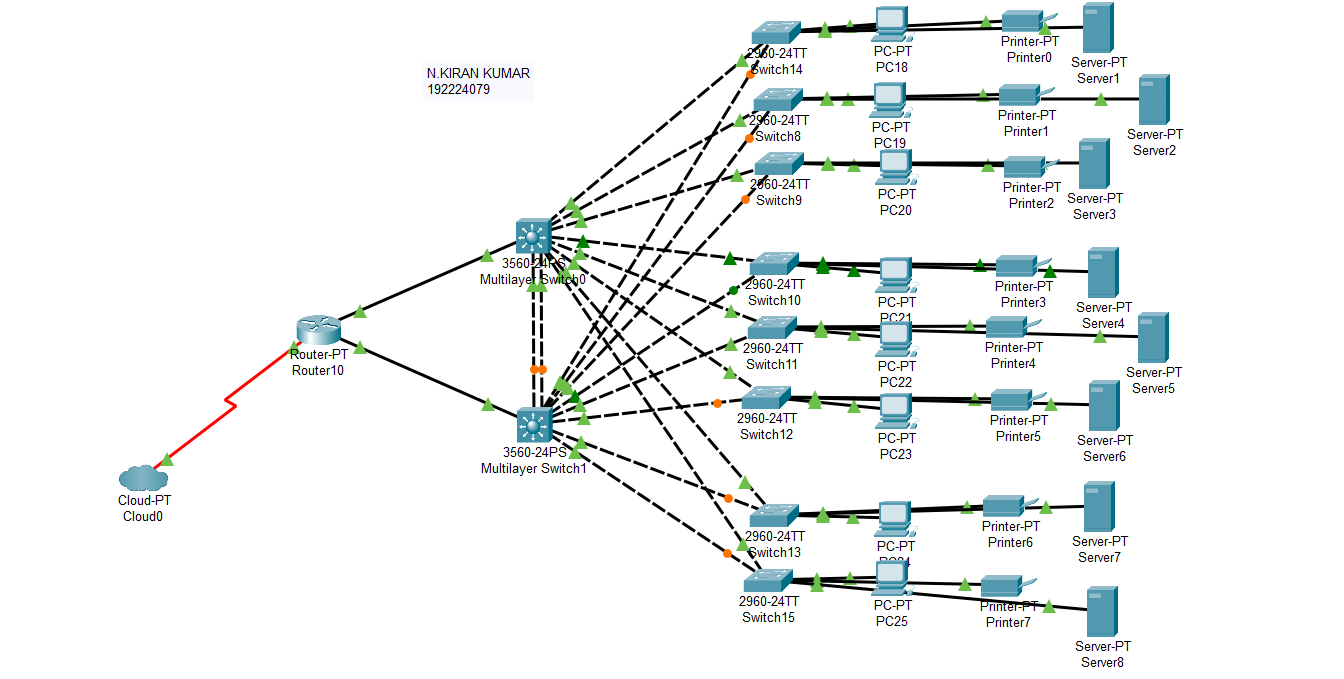 N.KIRAN KUMAR
192224079
2960-24TT
Switch14
PC-PT
PC18
Printer-PT
Printer0
Server-PT
Server1
2960-24TT
Switch8
PC-PT
PC19
Printer-PT
Printer1
Server-PT
Server2
2960-24TT
Switch9
PC-PT
PC20
Printer-PT
Printer2
Server-PT
Server3
3560-24PS
Multilayer Switch0
2960-24TT
Switch10
PC-PT
PC21
Printer-PT
Printer3
Server-PT
Server4
Router-PT
Router10
2960-24TT
Switch11
PC-PT
PC22
Printer-PT
Printer4
Server-PT
Server5
2960-24TT
Switch12
PC-PT
PC23
Printer-PT
Printer5
Server-PT
Server6
3560-24PS
Multilayer Switch1
Cloud-PT
Cloud0
2960-24TT
Switch13
PC-PT
PC24
Printer-PT
Printer6
Server-PT
Server7
2960-24TT
Switch15
PC-PT
PC25
Printer-PT
Printer7
Server-PT
Server8